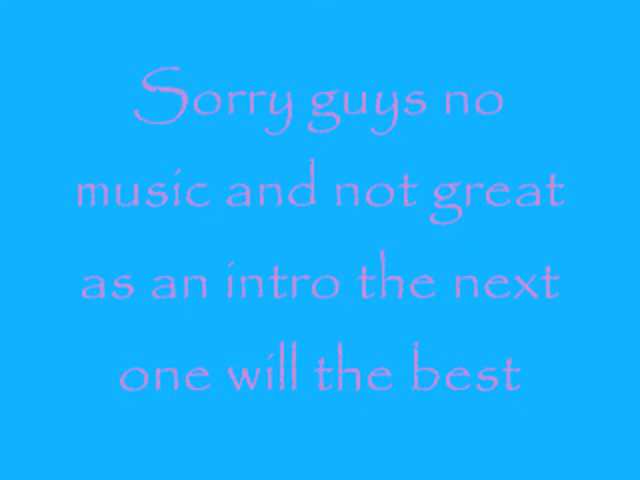 Sorry guys no
music and not great
as an intro the next
one will the best